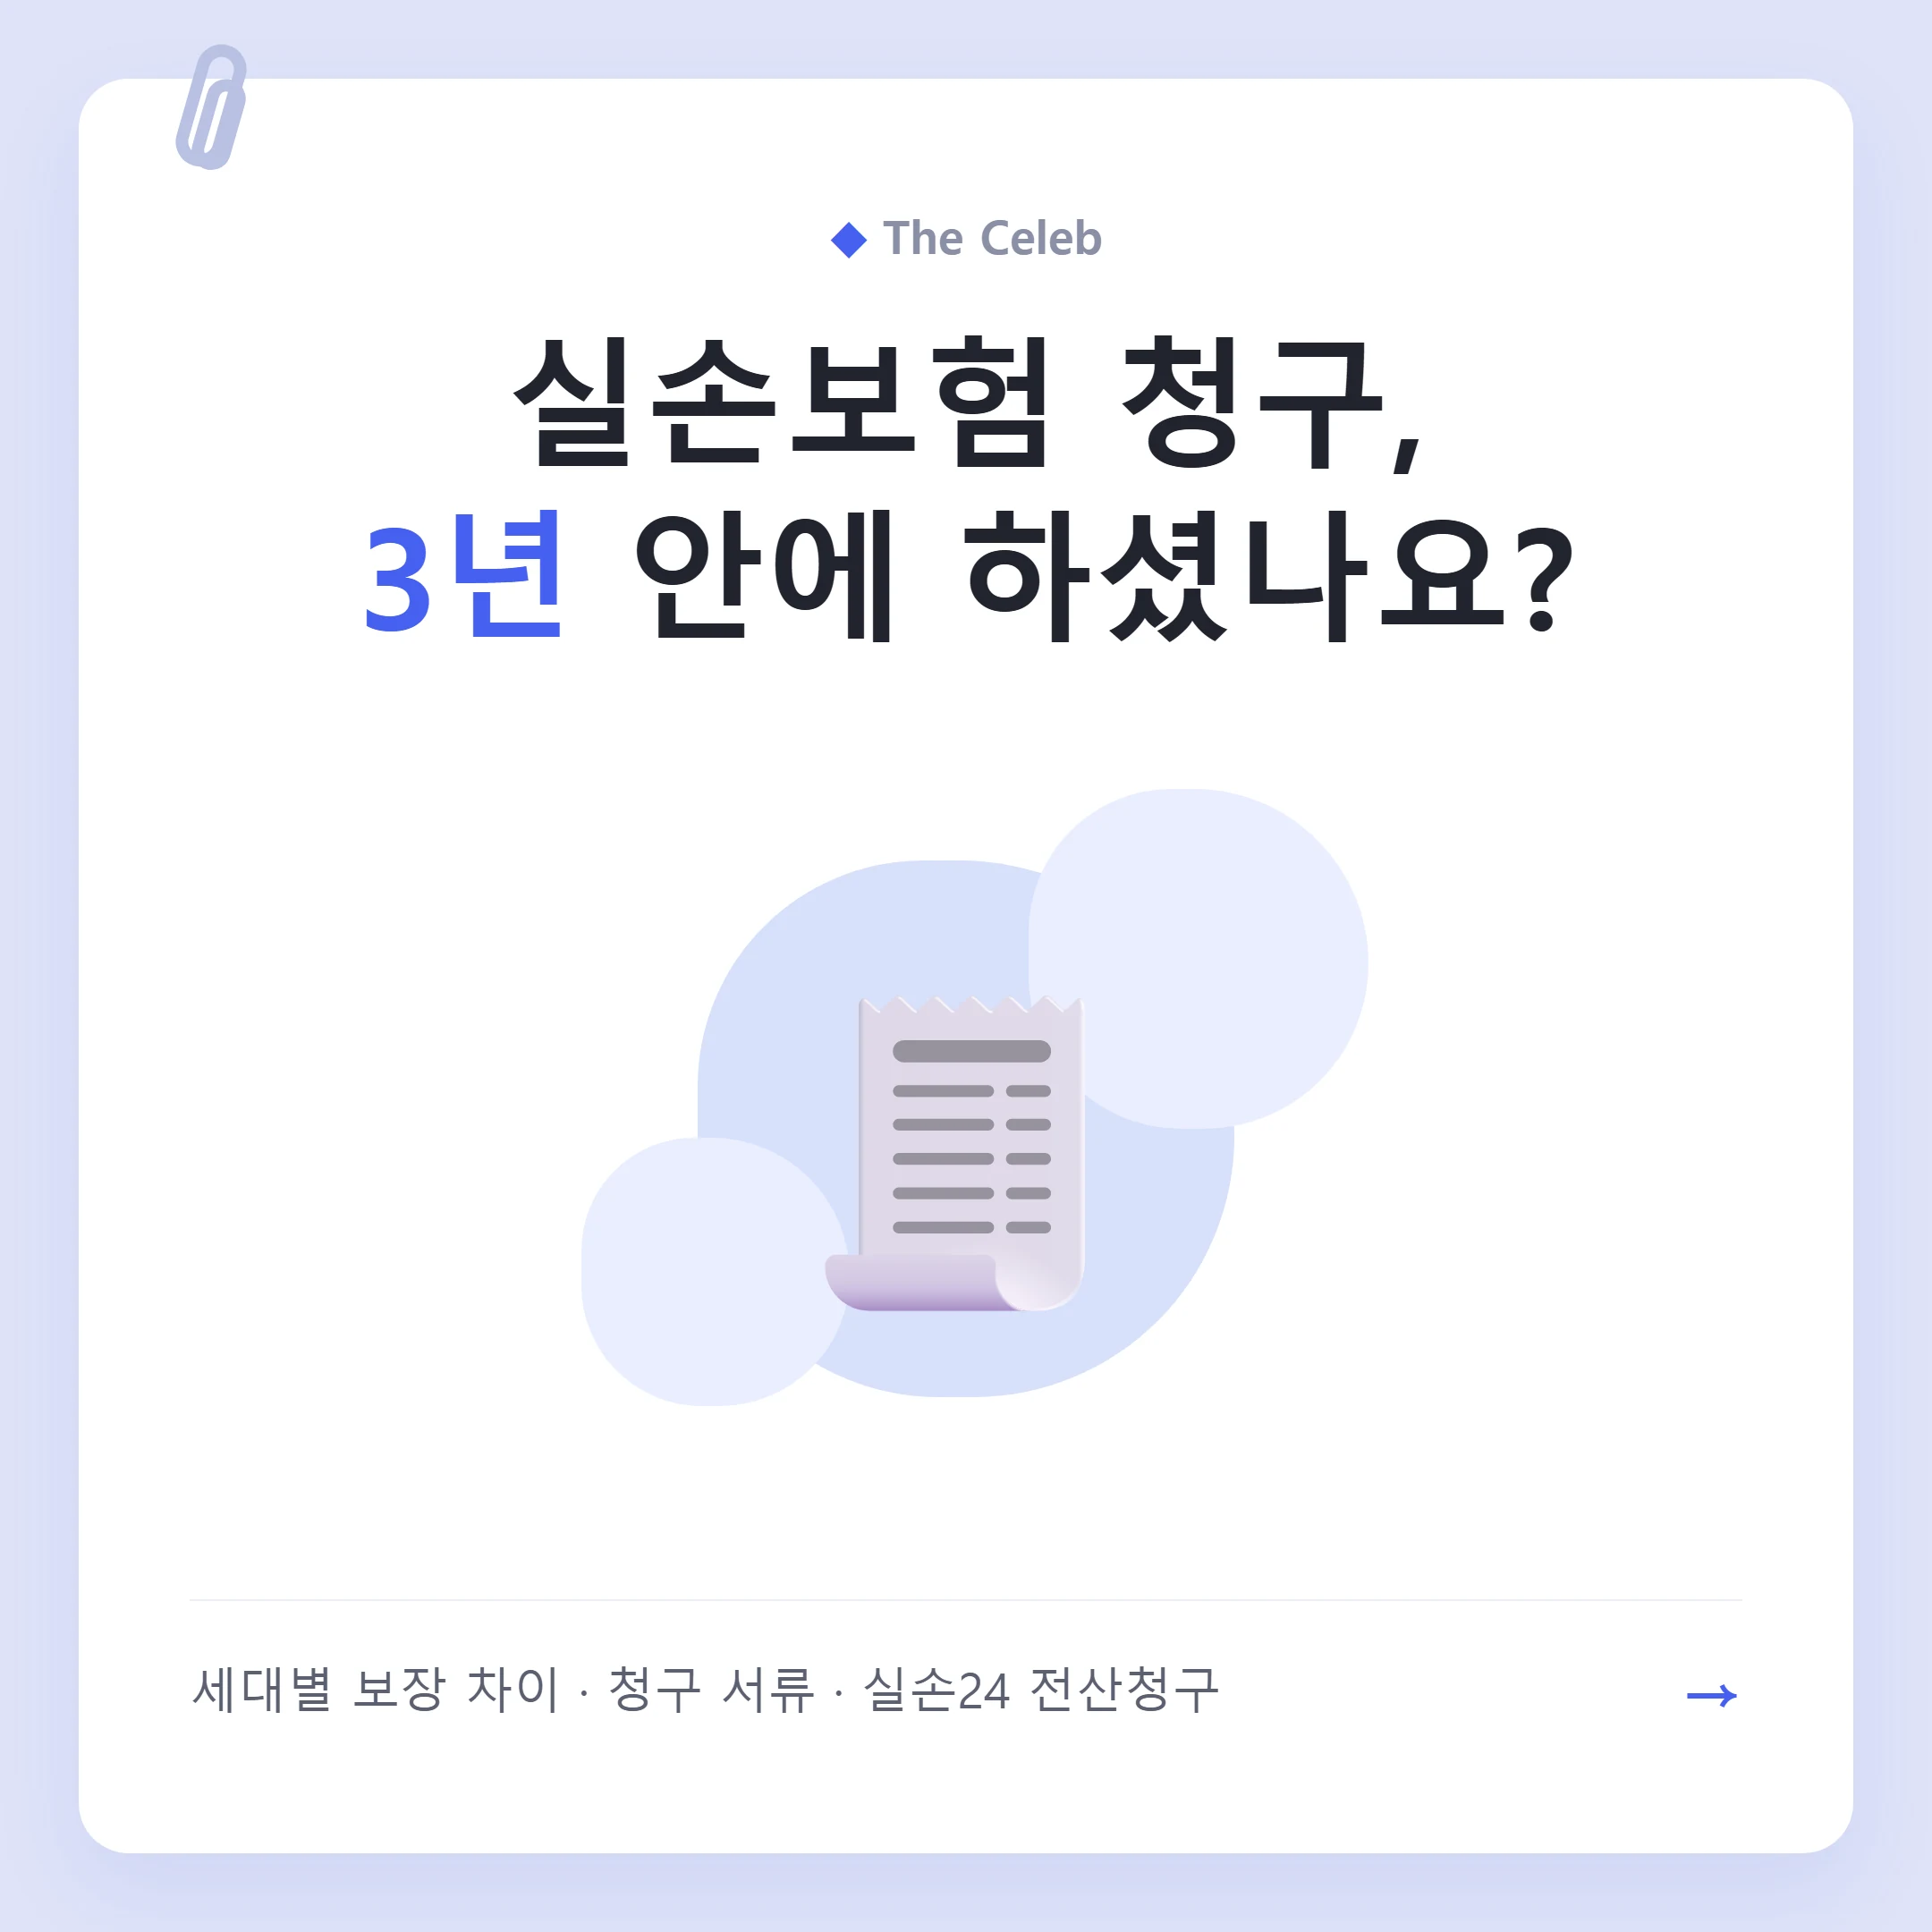 The Celeb
실손보험 청구,
3년 안에 하셨나요?
세대별 보장 차이 · 청구 서류 · 실손24 전산청구 →